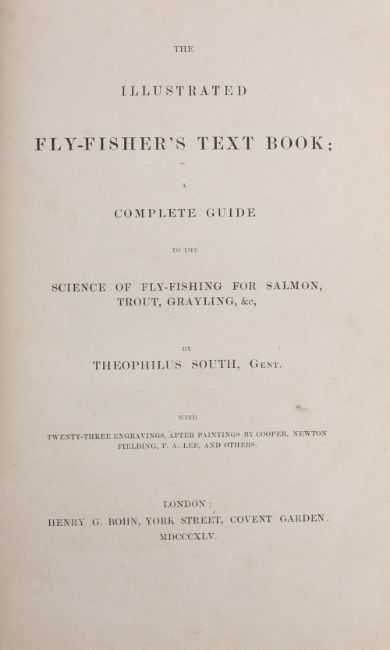 THE
ILLUSTRATED
FLY-FISHER'S TEXT BOOK;
A
COMPLETE GUIDE
TO THE
SCIENCE OF FLY-FISHING FOR SALMON,
TROUT, GRAYLING, &c,
BY
THEOPHILUS SOUTH, GENT.
WITH
TWENTY-THREE ENGRAVINGS, AFTER PAINTINGS BY COOPER, NEWTON
FIELDING, F. A. LEE, AND OTHERS.
LONDON:
HENRY G. BOHN, YORK STREET, COVENT GARDEN.
MDCCCXLV.